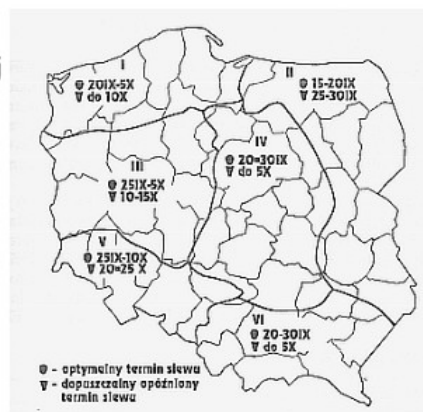 I
⊕ 20IX-5X
∇ do 10X
II
⊕ 15-20IX
∇ 25-30IX
IV
⊕ 20=30IX
∇ do 5X
III
⊕ 25IX-5X
∇ 10-15X
V
⊕ 25IX-10X
∇ 20=25 X
VI
⊕ 20-30IX
∇ do 5X
⊕ - optymalny termin siewu
∇ - dopuszczalny opóźniony
termin siewu